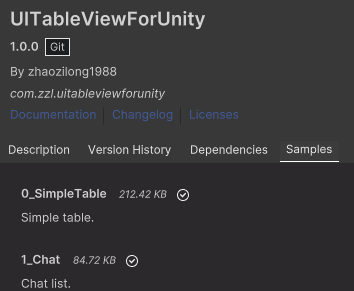 UITableViewForUnity
1.0.0 Git
By zhaozilong1988
com.zzl.uitableviewforunity
Documentation Changelog Licenses
Description Version History Dependencies Samples
0_SimpleTable 212.42 KB
Simple table.
1_Chat 84.72 KB
Chat list.